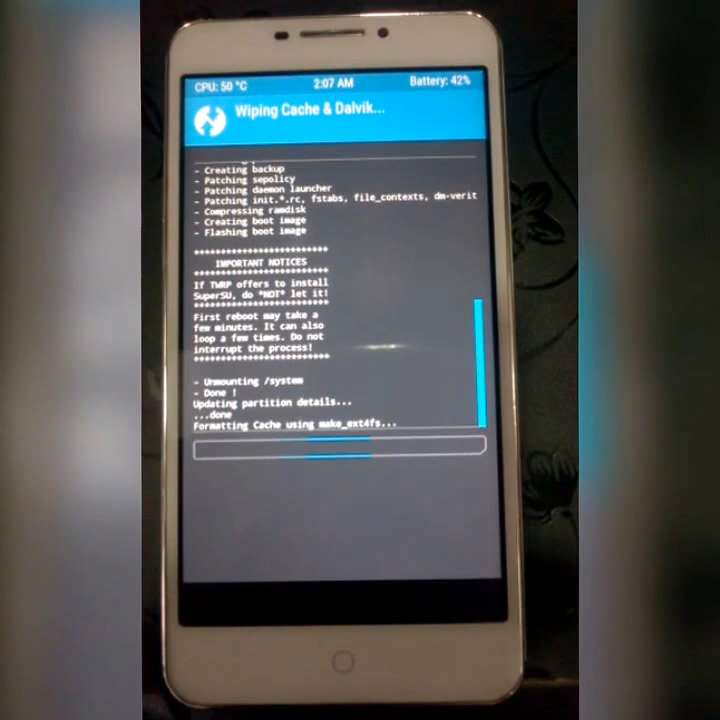 CPU: 50 °C 2:07 AM Battery: 42%
Wiping Cache & Dalvik...
- Creating backup
- Patching sepolicy
- Patching daemon launcher
- Patching init.*.rc, fstabs, file_contexts, dm-verit
- Compressing ramdisk
- Creating boot image
- Flashing boot image
***************************
IMPORTANT NOTICES
***************************
If TWRP offers to install
SuperSU, do *NOT* let it!
***************************
First reboot may take a
few minutes. It can also
loop a few times. Do not
interrupt the process!
***************************
- Unmounting /system
- Done !
Updating partition details...
...done
Formatting Cache using make_ext4fs...